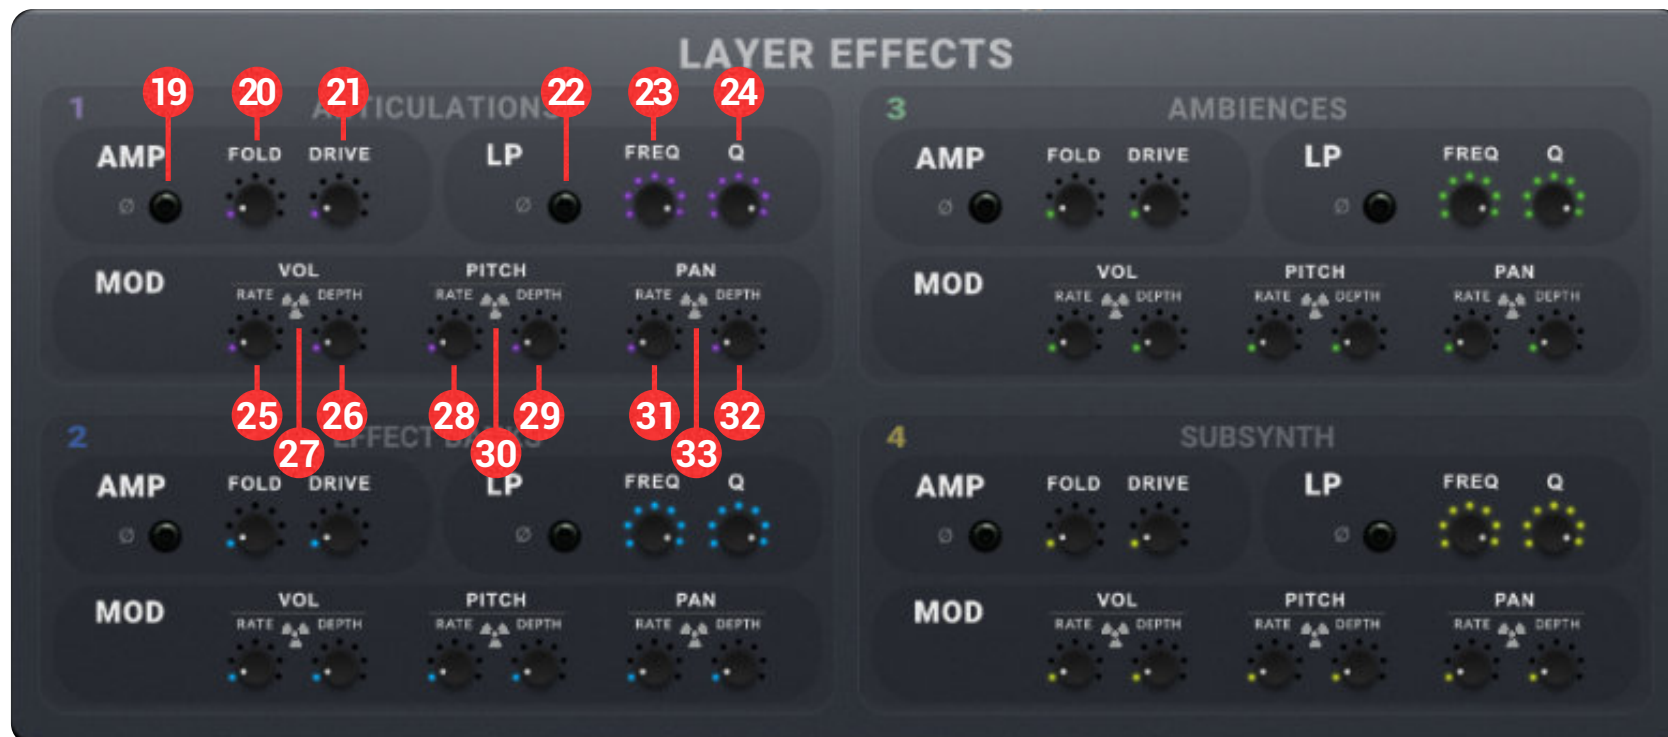 LAYER EFFECTS
19 20 21 22 23 24
1 ARTICULATIONS
AMP FOLD DRIVE LP FREQ Q
Ø Ø
MOD VOL PITCH PAN
RATE DEPTH RATE DEPTH RATE DEPTH
25 26 28 29 31 32
27 30 33
3 AMBIENCES
AMP FOLD DRIVE LP FREQ Q
Ø Ø
MOD VOL PITCH PAN
RATE DEPTH RATE DEPTH RATE DEPTH
2 EFFECT
AMP FOLD DRIVE LP FREQ Q
Ø Ø
MOD VOL PITCH PAN
RATE DEPTH RATE DEPTH RATE DEPTH
4 SUBSYNTH
AMP FOLD DRIVE LP FREQ Q
Ø Ø
MOD VOL PITCH PAN
RATE DEPTH RATE DEPTH RATE DEPTH